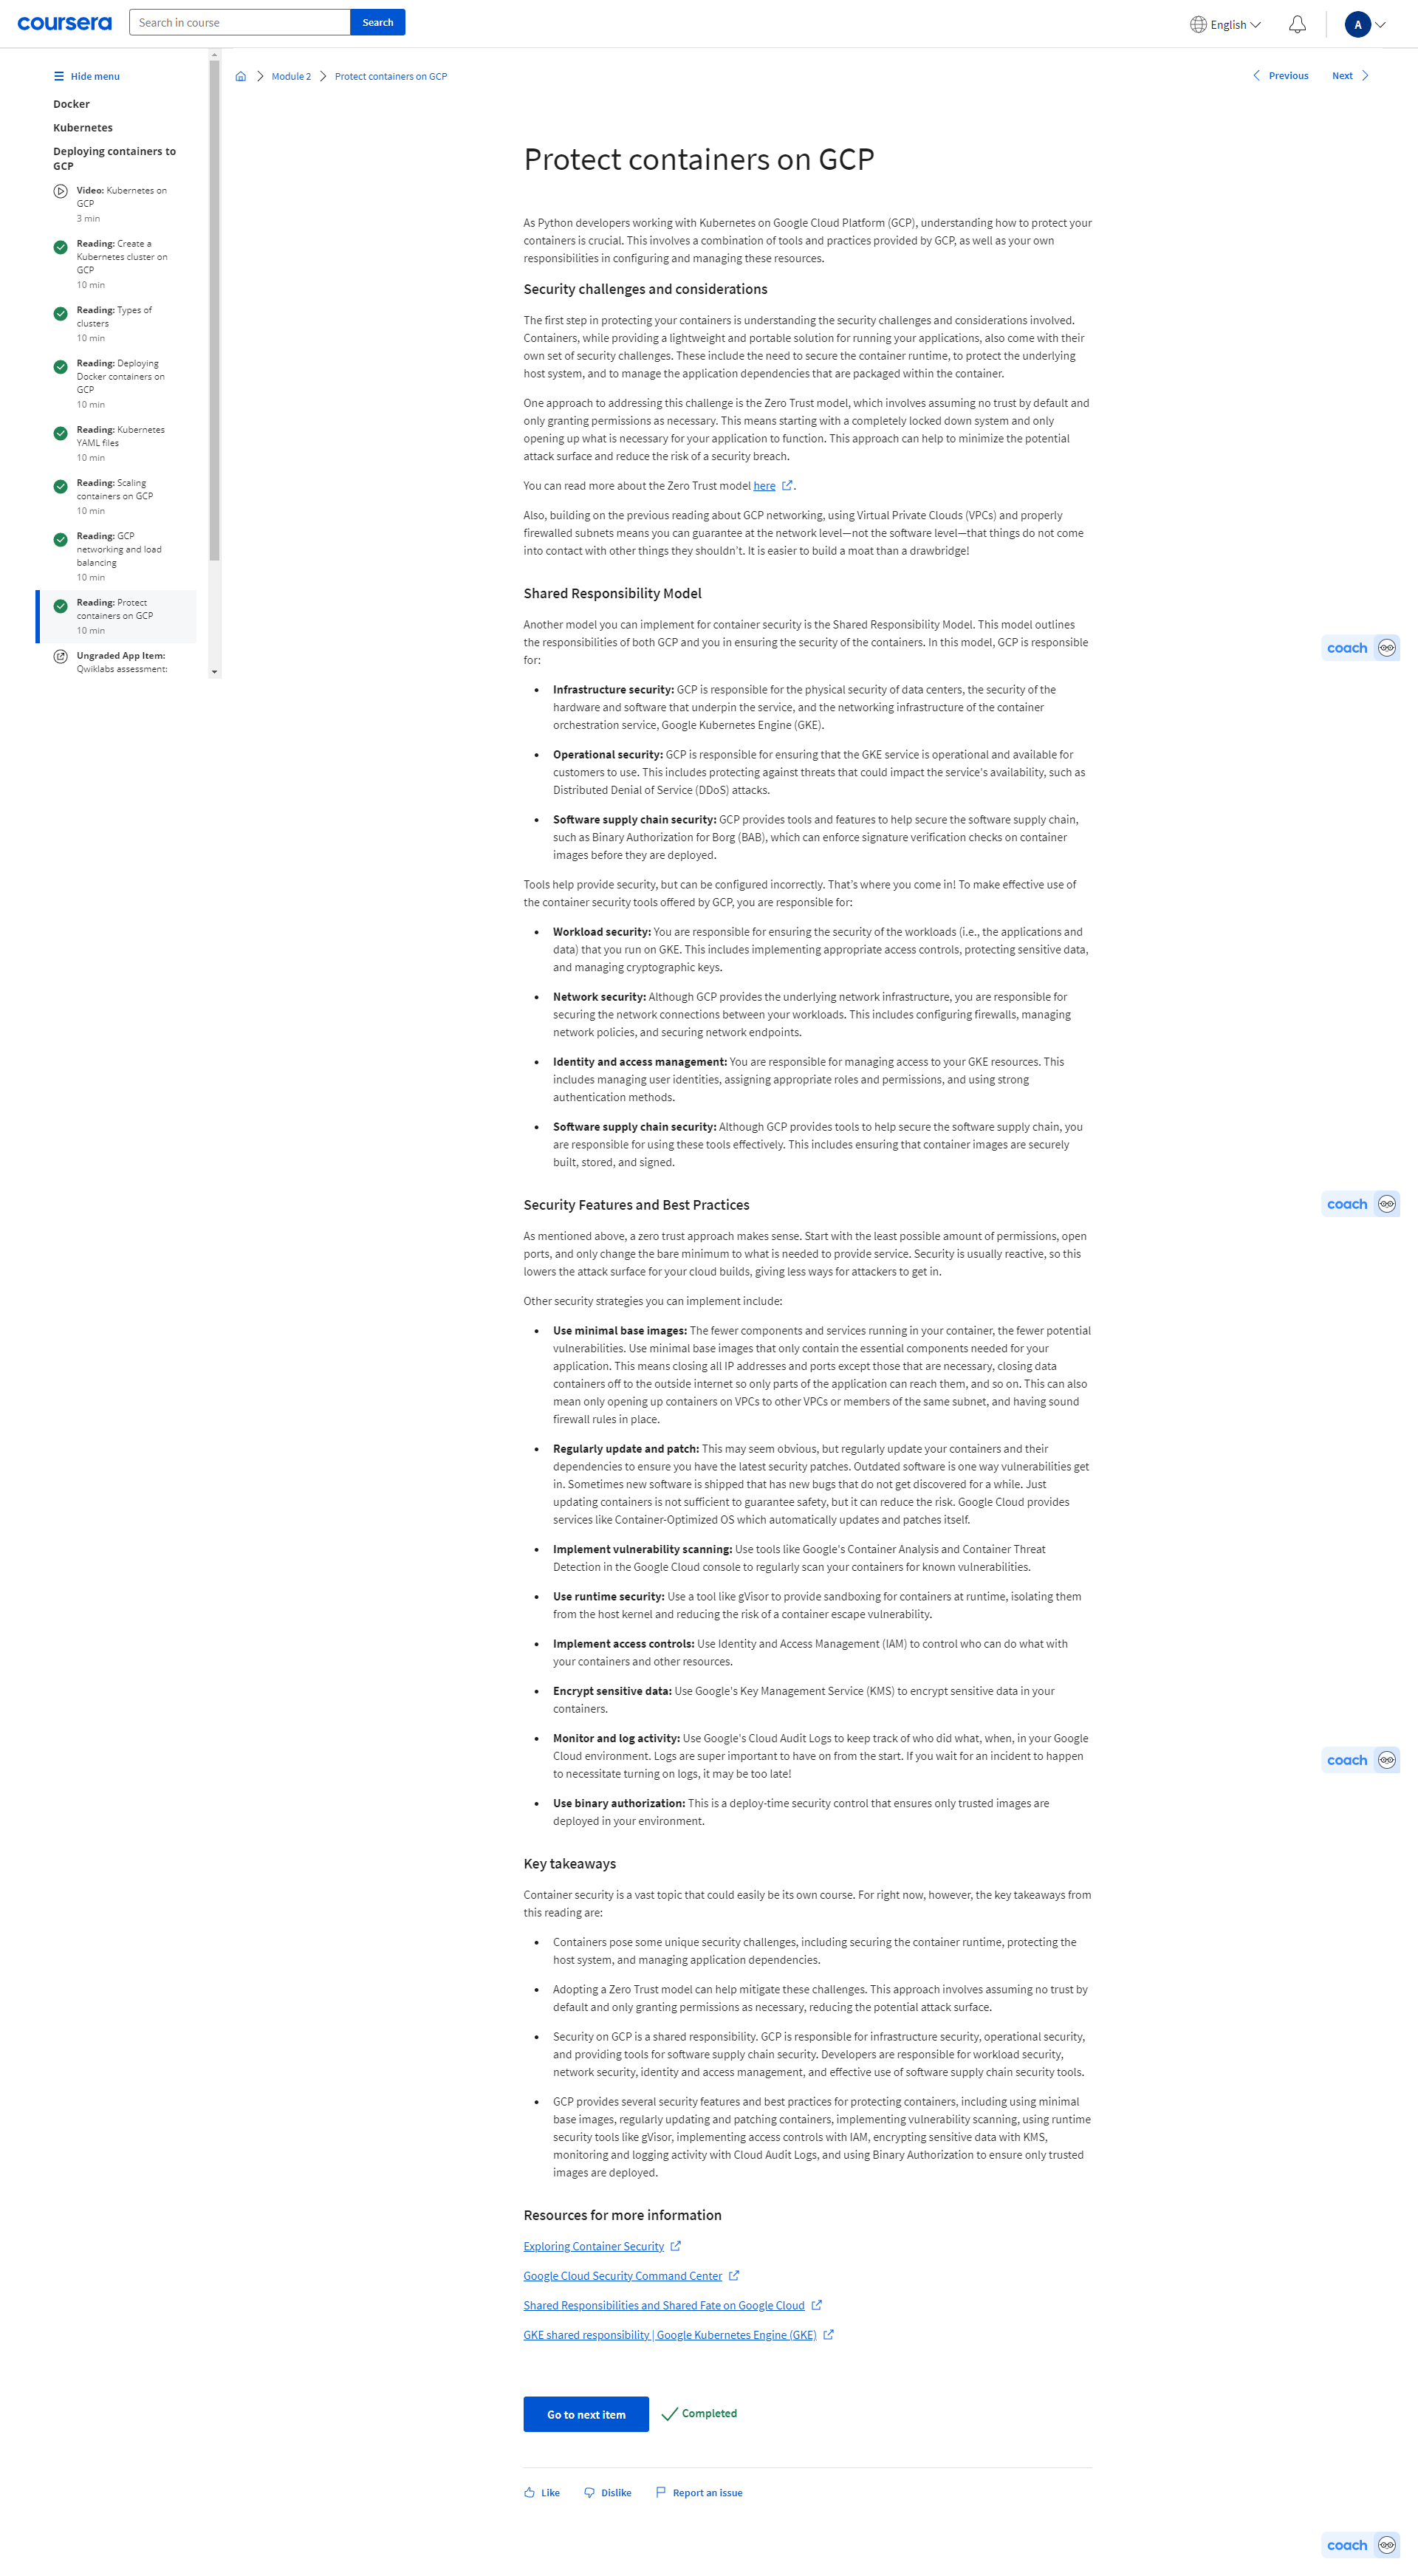 coursera
Search in course
Search
English
A
Hide menu
Docker
Kubernetes
Deploying containers to
GCP
Video: Kubernetes on
GCP
3 min
Reading: Create a
Kubernetes cluster on
GCP
10 min
Reading: Types of
clusters
10 min
Reading: Deploying
Docker containers on
GCP
10 min
Reading: Kubernetes
YAML files
10 min
Reading: Scaling
containers on GCP
10 min
Reading: GCP
networking and load
balancing
10 min
Reading: Protect
containers on GCP
10 min
Ungraded App Item:
Qwiklabs assessment:
Module 2
Protect containers on GCP
Previous
Next
Protect containers on GCP
As Python developers working with Kubernetes on Google Cloud Platform (GCP), understanding how to protect your
containers is crucial. This involves a combination of tools and practices provided by GCP, as well as your own
responsibilities in configuring and managing these resources.
Security challenges and considerations
The first step in protecting your containers is understanding the security challenges and considerations involved.
Containers, while providing a lightweight and portable solution for running your applications, also come with their
own set of security challenges. These include the need to secure the container runtime, to protect the underlying
host system, and to manage the application dependencies that are packaged within the container.
One approach to addressing this challenge is the Zero Trust model, which involves assuming no trust by default and
only granting permissions as necessary. This means starting with a completely locked down system and only
opening up what is necessary for your application to function. This approach can help to minimize the potential
attack surface and reduce the risk of a security breach.
You can read more about the Zero Trust model here .
Also, building on the previous reading about GCP networking, using Virtual Private Clouds (VPCs) and properly
firewalled subnets means you can guarantee at the network level—not the software level—that things do not come
into contact with other things they shouldn't. It is easier to build a moat than a drawbridge!
Shared Responsibility Model
Another model you can implement for container security is the Shared Responsibility Model. This model outlines
the responsibilities of both GCP and you in ensuring the security of the containers. In this model, GCP is responsible
for:
• Infrastructure security: GCP is responsible for the physical security of data centers, the security of the
hardware and software that underpin the service, and the networking infrastructure of the container
orchestration service, Google Kubernetes Engine (GKE).
• Operational security: GCP is responsible for ensuring that the GKE service is operational and available for
customers to use. This includes protecting against threats that could impact the service's availability, such as
Distributed Denial of Service (DDoS) attacks.
• Software supply chain security: GCP provides tools and features to help secure the software supply chain,
such as Binary Authorization for Borg (BAB), which can enforce signature verification checks on container
images before they are deployed.
Tools help provide security, but can be configured incorrectly. That's where you come in! To make effective use of
the container security tools offered by GCP, you are responsible for:
• Workload security: You are responsible for ensuring the security of the workloads (i.e., the applications and
data) that you run on GKE. This includes implementing appropriate access controls, protecting sensitive data,
and managing cryptographic keys.
• Network security: Although GCP provides the underlying network infrastructure, you are responsible for
securing the network connections between your workloads. This includes configuring firewalls, managing
network policies, and securing network endpoints.
• Identity and access management: You are responsible for managing access to your GKE resources. This
includes managing user identities, assigning appropriate roles and permissions, and using strong
authentication methods.
• Software supply chain security: Although GCP provides tools to help secure the software supply chain, you
are responsible for using these tools effectively. This includes ensuring that container images are securely
built, stored, and signed.
Security Features and Best Practices
As mentioned above, a zero trust approach makes sense. Start with the least possible amount of permissions, open
ports, and only change the bare minimum to what is needed to provide service. Security is usually reactive, so this
lowers the attack surface for your cloud builds, giving less ways for attackers to get in.
Other security strategies you can implement include:
• Use minimal base images: The fewer components and services running in your container, the fewer potential
vulnerabilities. Use minimal base images that only contain the essential components needed for your
application. This means closing all IP addresses and ports except those that are necessary, closing data
containers off to the outside internet so only parts of the application can reach them, and so on. This can also
mean only opening up containers on VPCs to other VPCs or members of the same subnet, and having sound
firewall rules in place.
• Regularly update and patch: This may seem obvious, but regularly update your containers and their
dependencies to ensure you have the latest security patches. Outdated software is one way vulnerabilities get
in. Sometimes new software is shipped that has new bugs that do not get discovered for a while. Just
updating containers is not sufficient to guarantee safety, but it can reduce the risk. Google Cloud provides
services like Container-Optimized OS which automatically updates and patches itself.
• Implement vulnerability scanning: Use tools like Google's Container Analysis and Container Threat
Detection in the Google Cloud console to regularly scan your containers for known vulnerabilities.
• Use runtime security: Use a tool like gVisor to provide sandboxing for containers at runtime, isolating them
from the host kernel and reducing the risk of a container escape vulnerability.
• Implement access controls: Use Identity and Access Management (IAM) to control who can do what with
your containers and other resources.
• Encrypt sensitive data: Use Google's Key Management Service (KMS) to encrypt sensitive data in your
containers.
• Monitor and log activity: Use Google's Cloud Audit Logs to keep track of who did what, when, in your Google
Cloud environment. Logs are super important to have on from the start. If you wait for an incident to happen
to necessitate turning on logs, it may be too late!
• Use binary authorization: This is a deploy-time security control that ensures only trusted images are
deployed in your environment.
Key takeaways
Container security is a vast topic that could easily be its own course. For right now, however, the key takeaways from
this reading are:
• Containers pose some unique security challenges, including securing the container runtime, protecting the
host system, and managing application dependencies.
• Adopting a Zero Trust model can help mitigate these challenges. This approach involves assuming no trust by
default and only granting permissions as necessary, reducing the potential attack surface.
• Security on GCP is a shared responsibility. GCP is responsible for infrastructure security, operational security,
and providing tools for software supply chain security. Developers are responsible for workload security,
network security, identity and access management, and effective use of software supply chain security tools.
• GCP provides several security features and best practices for protecting containers, including using minimal
base images, regularly updating and patching containers, implementing vulnerability scanning, using runtime
security tools like gVisor, implementing access controls with IAM, encrypting sensitive data with KMS,
monitoring and logging activity with Cloud Audit Logs, and using Binary Authorization to ensure only trusted
images are deployed.
Resources for more information
Exploring Container Security
Google Cloud Security Command Center
Shared Responsibilities and Shared Fate on Google Cloud
GKE shared responsibility | Google Kubernetes Engine (GKE)
Go to next item
Completed
Like
Dislike
Report an issue
coach
coach
coach
coach